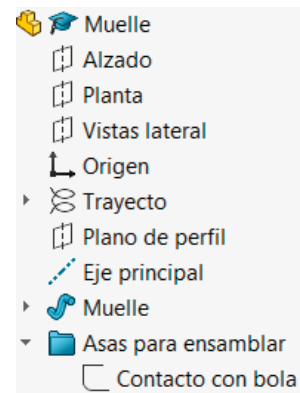 Muelle
Alzado
Planta
Vistas lateral
Origen
Trayecto
Plano de perfil
Eje principal
Muelle
Asas para ensamblar
Contacto con bola